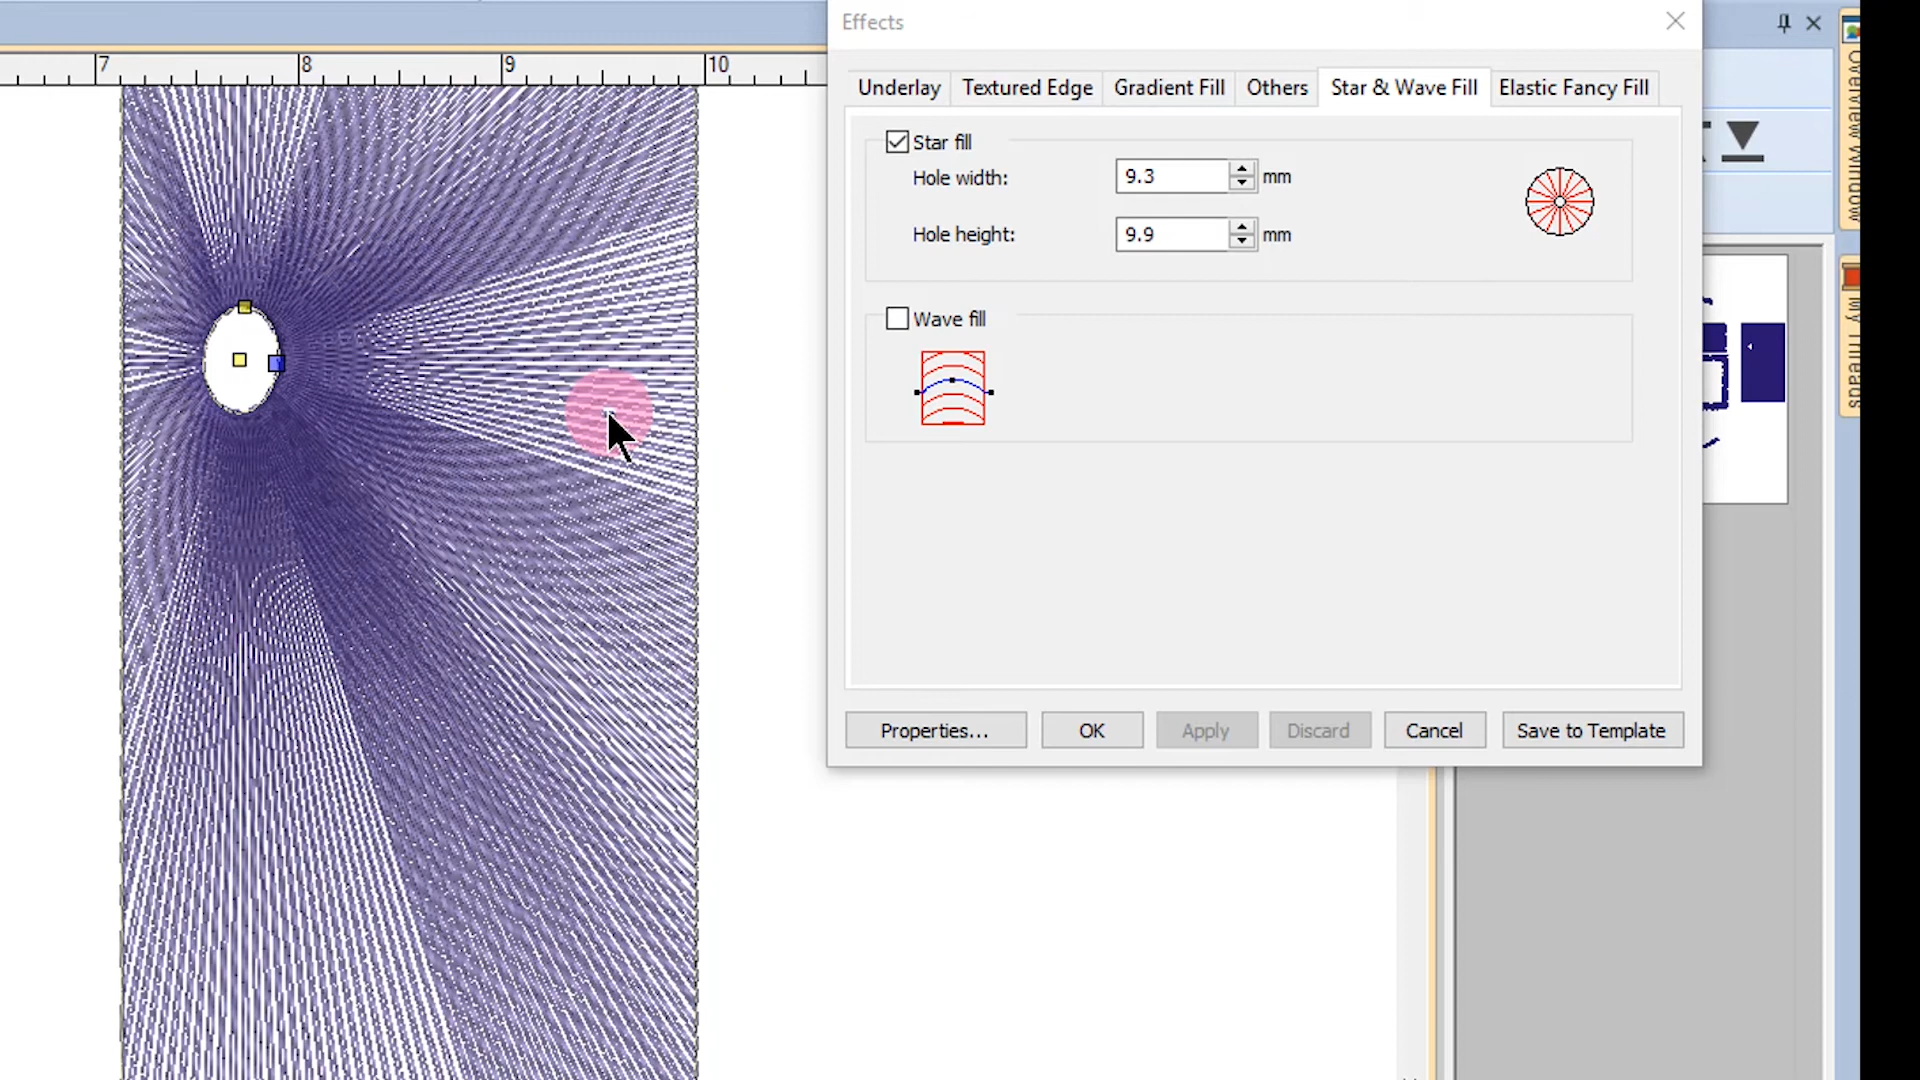 Effects
7 8 9 10
Underlay Textured Edge Gradient Fill Others Star & Wave Fill Elastic Fancy Fill
Star fill
Hole width: 9.3 mm
Hole height: 9.9 mm
Wave fill
Properties... OK Apply Discard Cancel Save to Template
Overview Window
My Threads